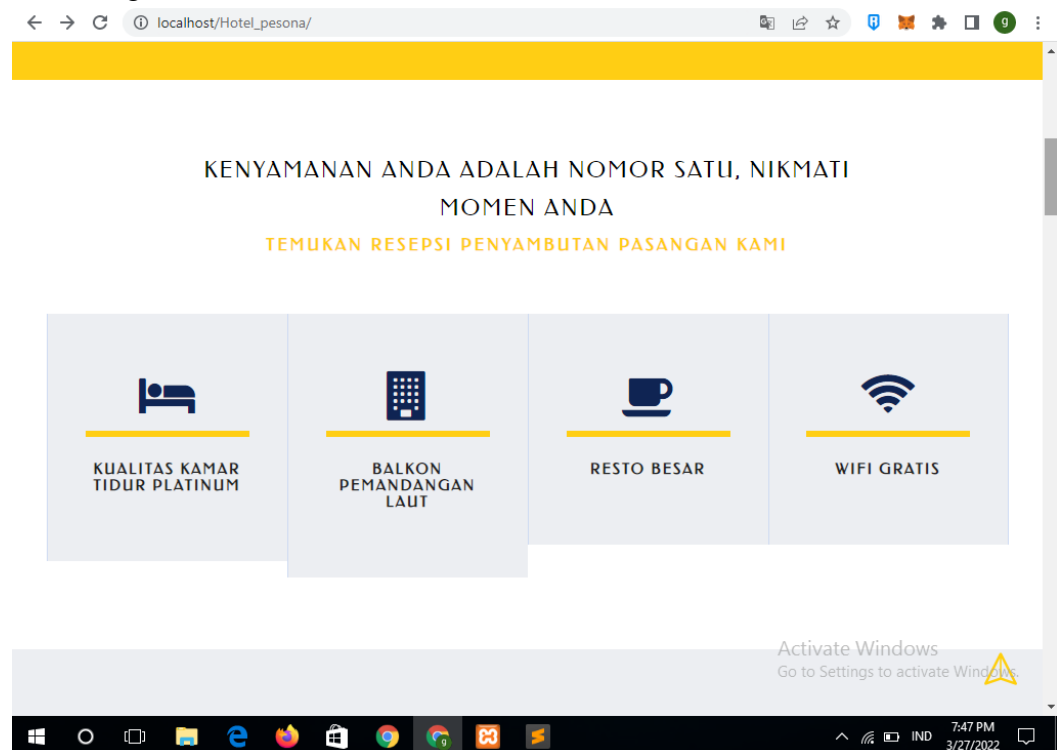 localhost/Hotel_pesona/
g
KENYAMANAN ANDA ADALAH NOMOR SATU, NIKMATI
MOMEN ANDA
TEMUKAN RESEPSI PENYAMBUTAN PASANGAN KAMI
KUALITAS KAMAR
TIDUR PLATINUM
BALKON
PEMANDANGAN
LAUT
RESTO BESAR
WIFI GRATIS
Activate Windows
Go to Settings to activate Windows.
IND
7:47 PM
3/27/2022